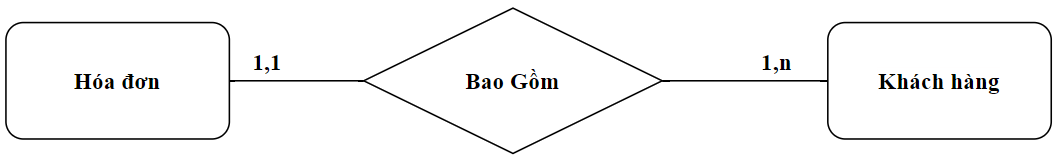 Hóa đơn
1,1
Bao Gồm
1,n
Khách hàng